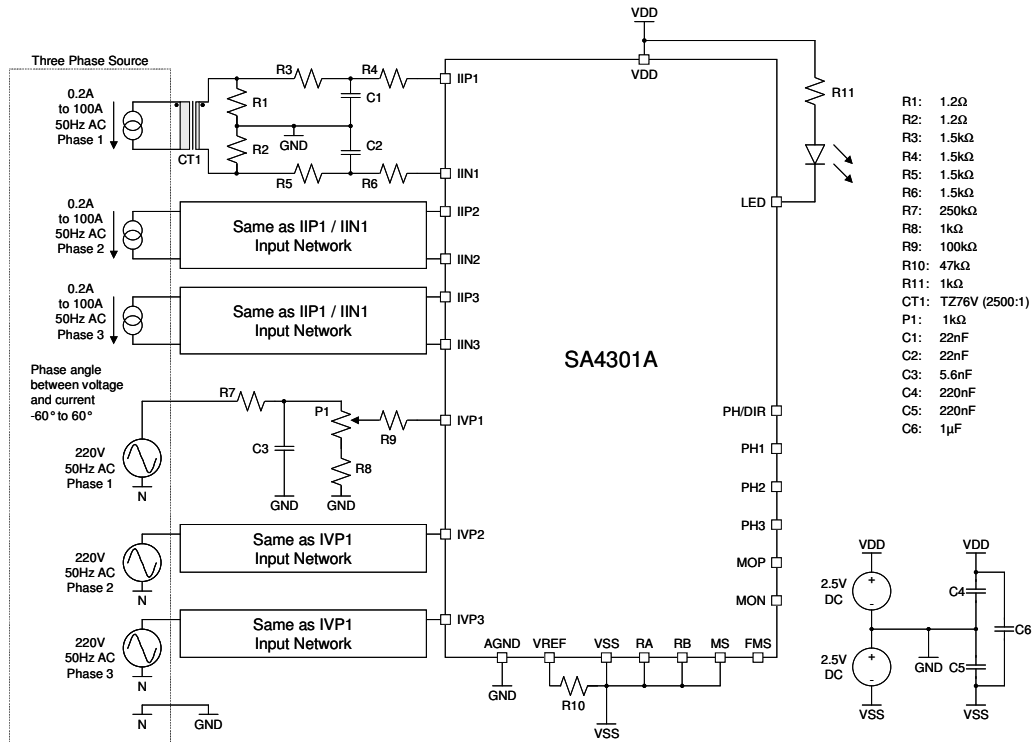 Three Phase Source
0.2A
to 100A
50Hz AC
Phase 1
CT1
R1
R2
R3
R4
C1
GND
C2
R5
R6
IIP1
IIN1
0.2A
to 100A
50Hz AC
Phase 2
Same as IIP1 / IIN1
Input Network
IIP2
IIN2
0.2A
to 100A
50Hz AC
Phase 3
Same as IIP1 / IIN1
Input Network
IIP3
IIN3
Phase angle
between voltage
and current
-60° to 60°
220V
50Hz AC
Phase 1
N
R7
C3
GND
P1
R8
GND
R9
IVP1
220V
50Hz AC
Phase 2
N
Same as IVP1
Input Network
IVP2
220V
50Hz AC
Phase 3
N
Same as IVP1
Input Network
IVP3
N
GND
VDD
VDD
SA4301A
R11
LED
PH/DIR
PH1
PH2
PH3
MOP
MON
AGND
VREF
VSS
RA
RB
MS
FMS
GND
R10
VSS
R1: 1.2Ω
R2: 1.2Ω
R3: 1.5kΩ
R4: 1.5kΩ
R5: 1.5kΩ
R6: 1.5kΩ
R7: 250kΩ
R8: 1kΩ
R9: 100kΩ
R10: 47kΩ
R11: 1kΩ
CT1: TZ76V (2500:1)
P1: 1kΩ
C1: 22nF
C2: 22nF
C3: 5.6nF
C4: 220nF
C5: 220nF
C6: 1µF
VDD
VDD
2.5V
DC
+
-
C4
C6
GND
2.5V
DC
+
-
C5
VSS
VSS